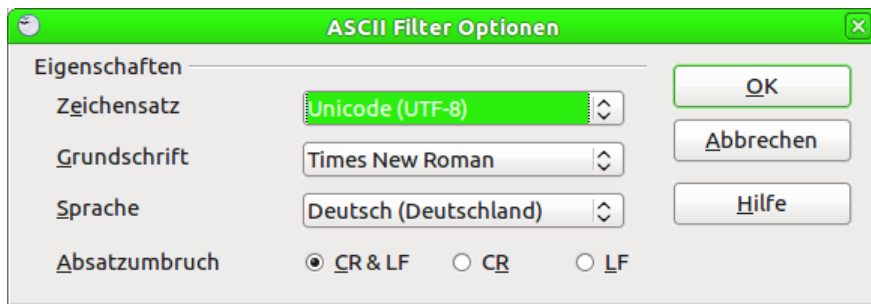 ASCII Filter Optionen
Eigenschaften
Zeichensatz Unicode (UTF-8)
Grundschrift Times New Roman
Sprache Deutsch (Deutschland)
Absatzumbruch CR & LF CR LF
OK
Abbrechen
Hilfe